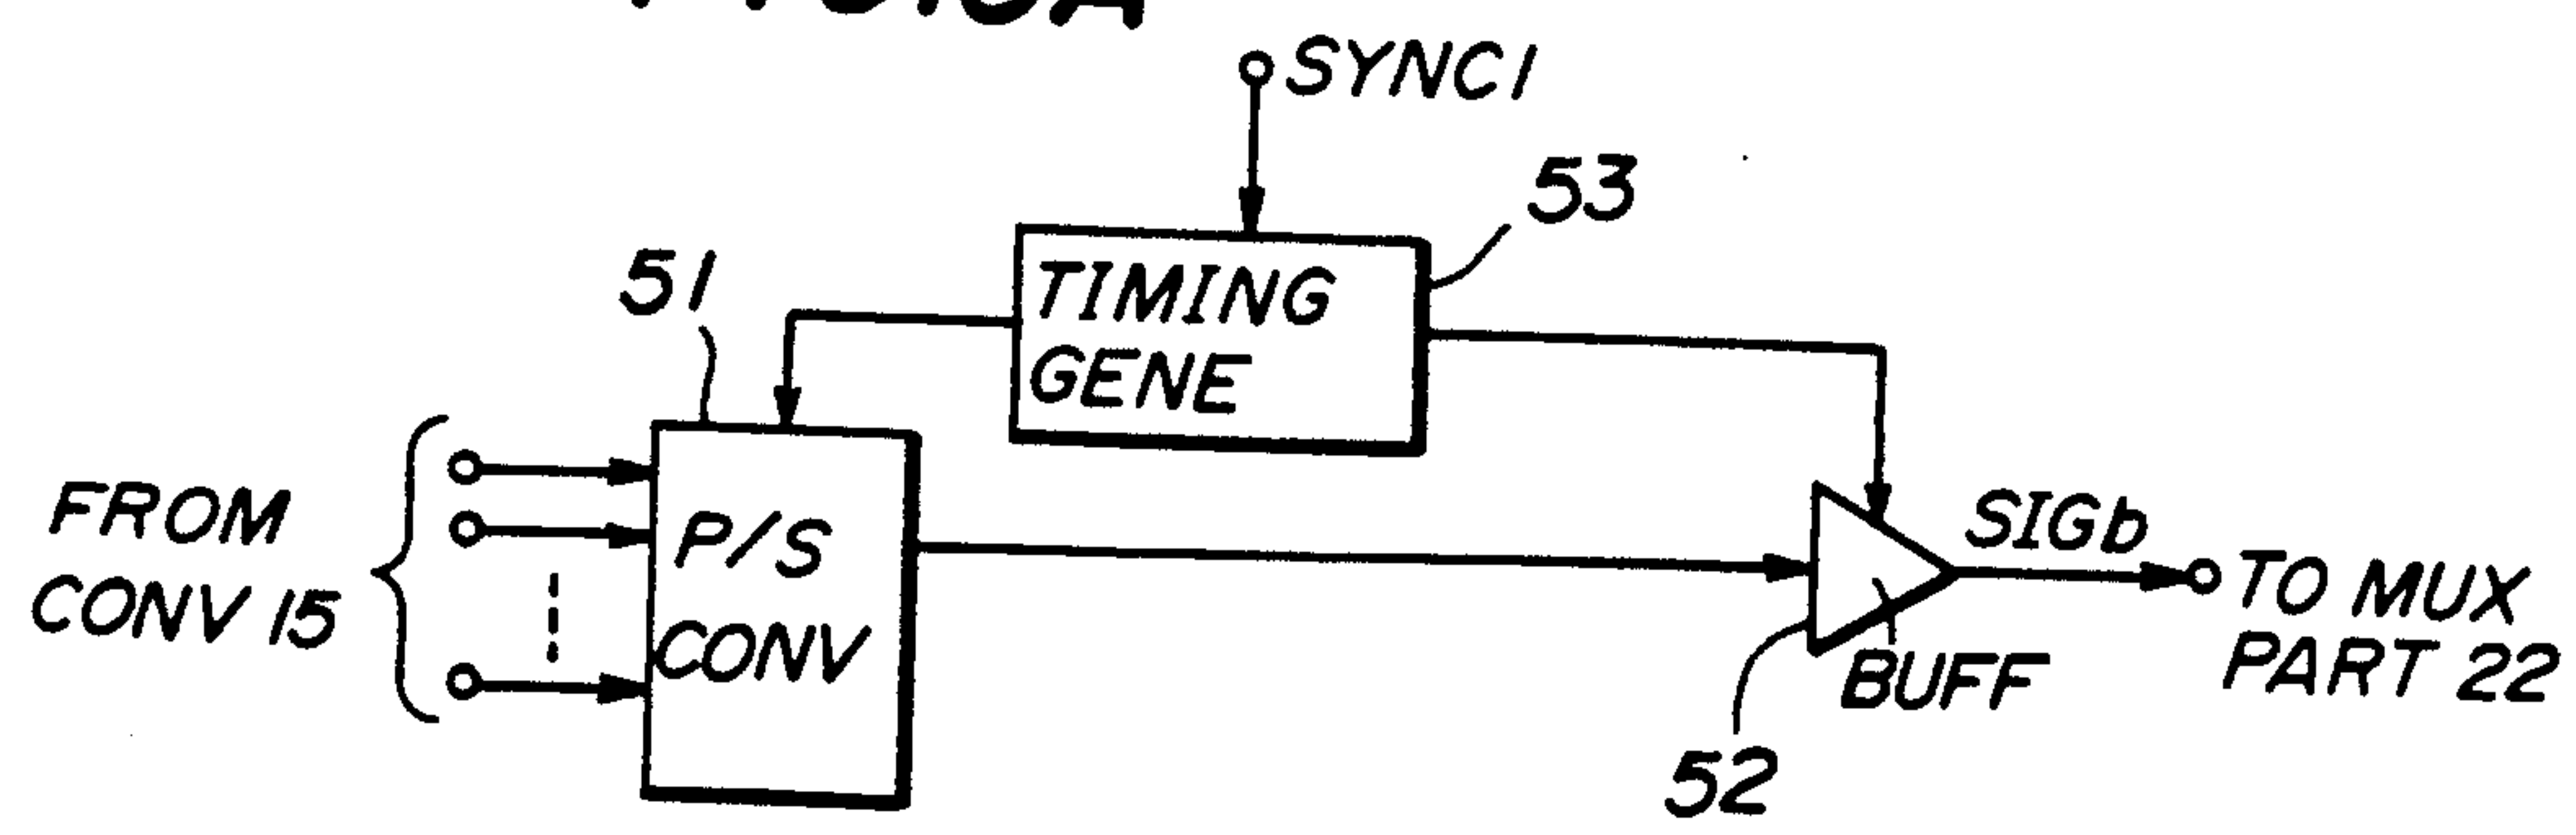 SYNC1
53
51
TIMING
GENE
FROM
CONV 15
P/S
CONV
SIGb
TO MUX
PART 22
BUFF
52